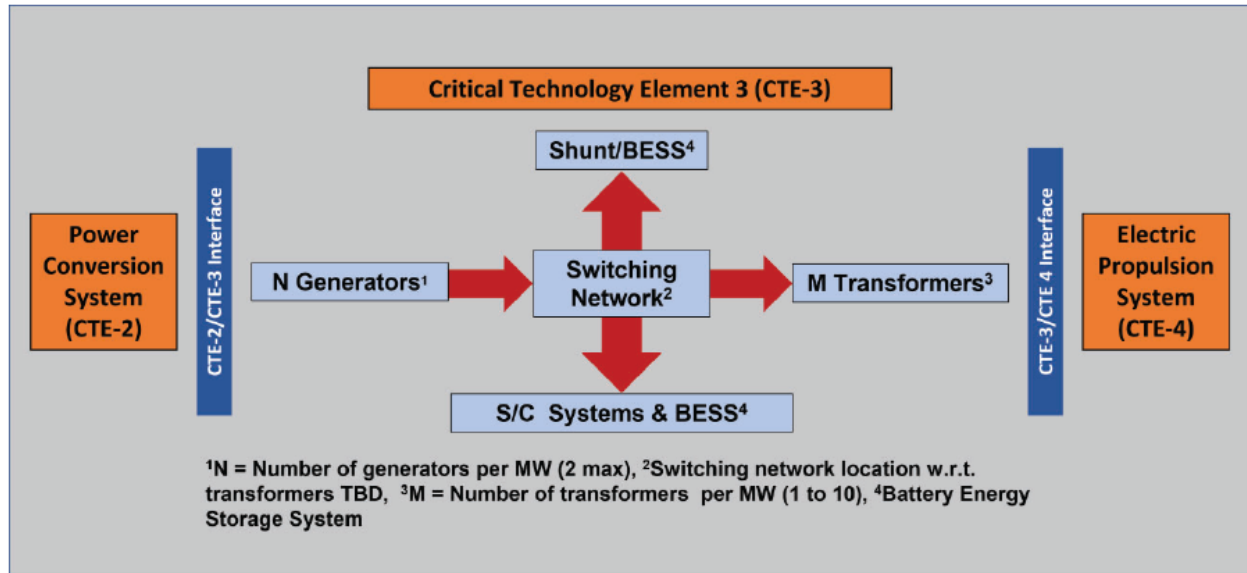 Critical Technology Element 3 (CTE-3)
Shunt/BESS⁴
Power
Conversion
System
(CTE-2)
CTE-2/CTE-3 Interface
N Generators¹
Switching
Network²
M Transformers³
CTE-3/CTE 4 Interface
Electric
Propulsion
System
(CTE-4)
S/C Systems & BESS⁴
¹N = Number of generators per MW (2 max), ²Switching network location w.r.t.
transformers TBD, ³M = Number of transformers per MW (1 to 10), ⁴Battery Energy
Storage System